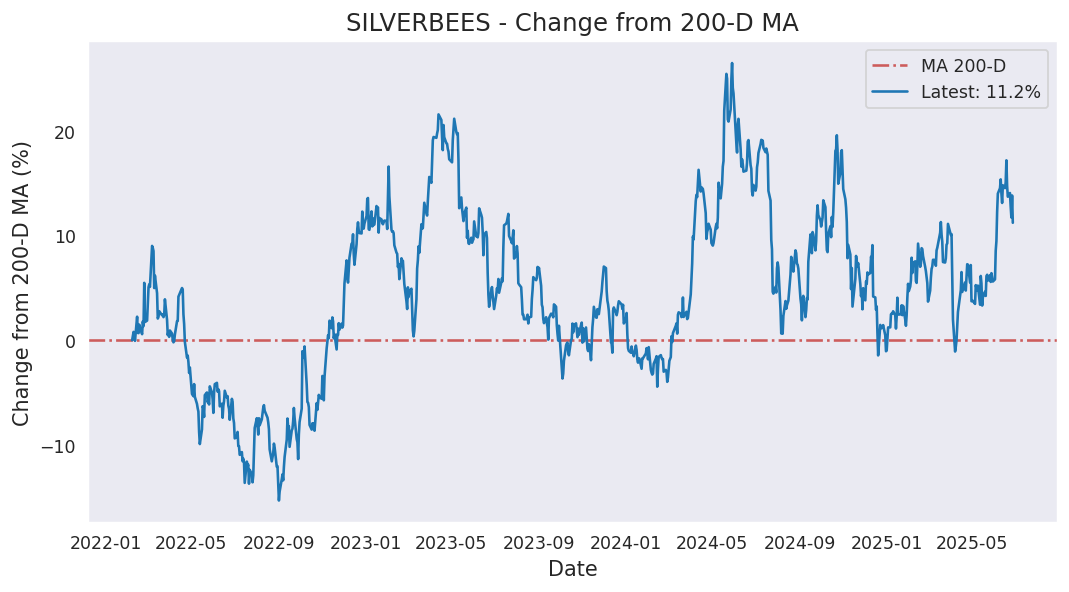 SILVERBEES - Change from 200-D MA
MA 200-D
Latest: 11.2%
Change from 200-D MA (%)
20
10
0
−10
2022-01 2022-05 2022-09 2023-01 2023-05 2023-09 2024-01 2024-05 2024-09 2025-01 2025-05
Date